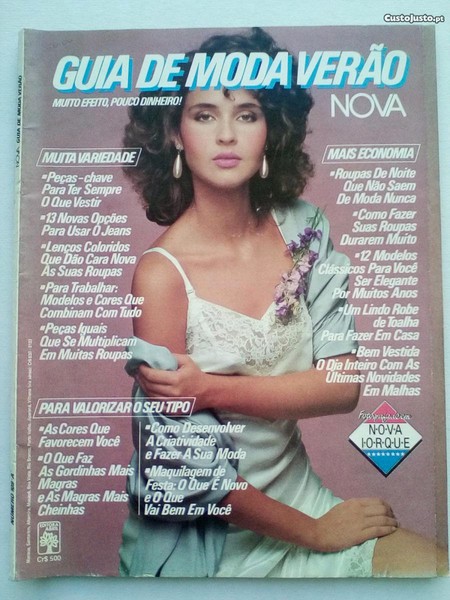 CustoJusto.pt
NOVA GUIA DE MODA VERÃO
GUIA DE MODA VERÃO
MUITO EFEITO, POUCO DINHEIRO!
NOVA
MUITA VARIEDADE
•Peças-chave
Para Ter Sempre
O Que Vestir
•13 Novas Opções
Para Usar O Jeans
•Lenços Coloridos
Que Dão Cara Nova
Às Suas Roupas
•Para Trabalhar:
Modelos e Cores Que
Combinam Com Tudo
•Peças Iguais
Que Se Multiplicam
Em Muitas Roupas
MAIS ECONOMIA
•Roupas De Noite
Que Não Saem
De Moda Nunca
•Como Fazer
Suas Roupas
Durarem Muito
•12 Modelos
Clássicos Para Você
Ser Elegante
Por Muitos Anos
•Um Lindo Robe
de Toalha
Para Fazer Em Casa
•Bem Vestida
O Dia Inteiro Com As
Últimas Novidades
Em Malhas
PARA VALORIZAR O SEU TIPO
•As Cores Que
Favorecem Você
•O Que Faz
As Gordinhas Mais
Magras
e As Magras Mais
Cheinhas
•Como Desenvolver
A Criatividade
e Fazer A Sua Moda
•Maquilagem de
Festa: O Que É Novo
e O Que
Vai Bem Em Você
NOVA
IORQUE
EDITORA
ABRIL
Cr$ 500